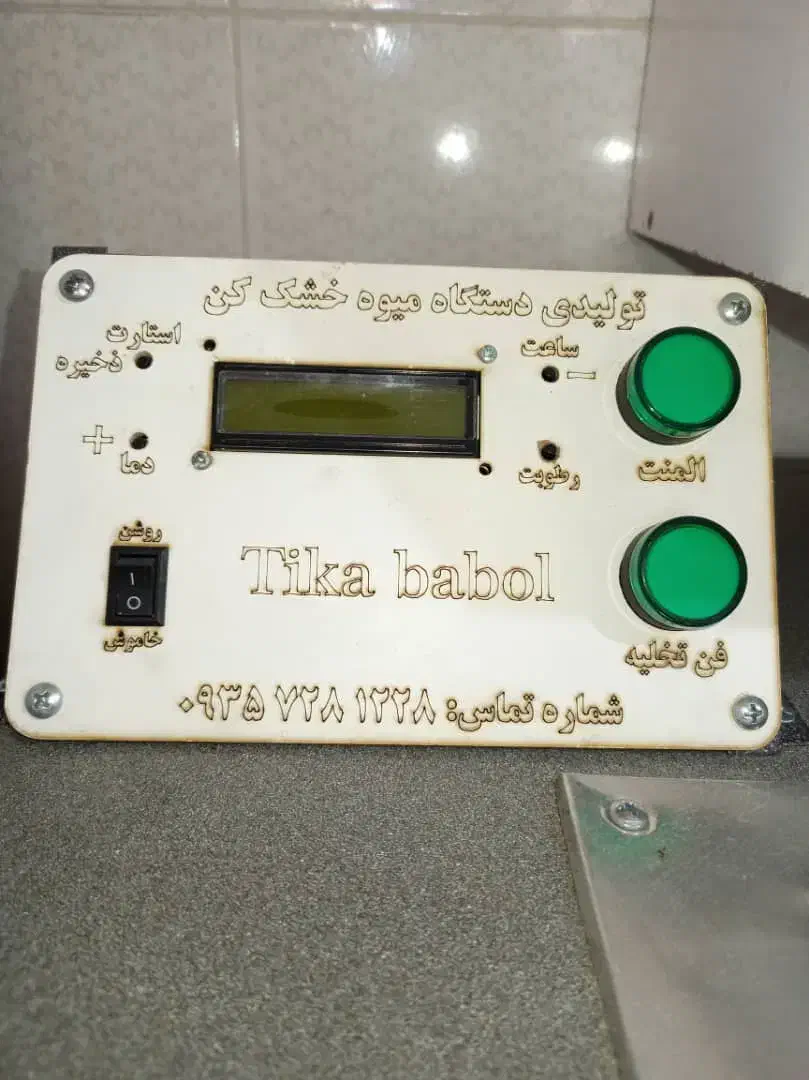 تولیدی دستگاه میوه خشک کن
استارت
ذخیره
ساعت
−
+
دما
رطوبت
المنت
روشن
I
O
خاموش
Tika babol
فن تخلیه
شماره تماس: ۰۹۳۵ ۷۲۸ ۱۲۲۸